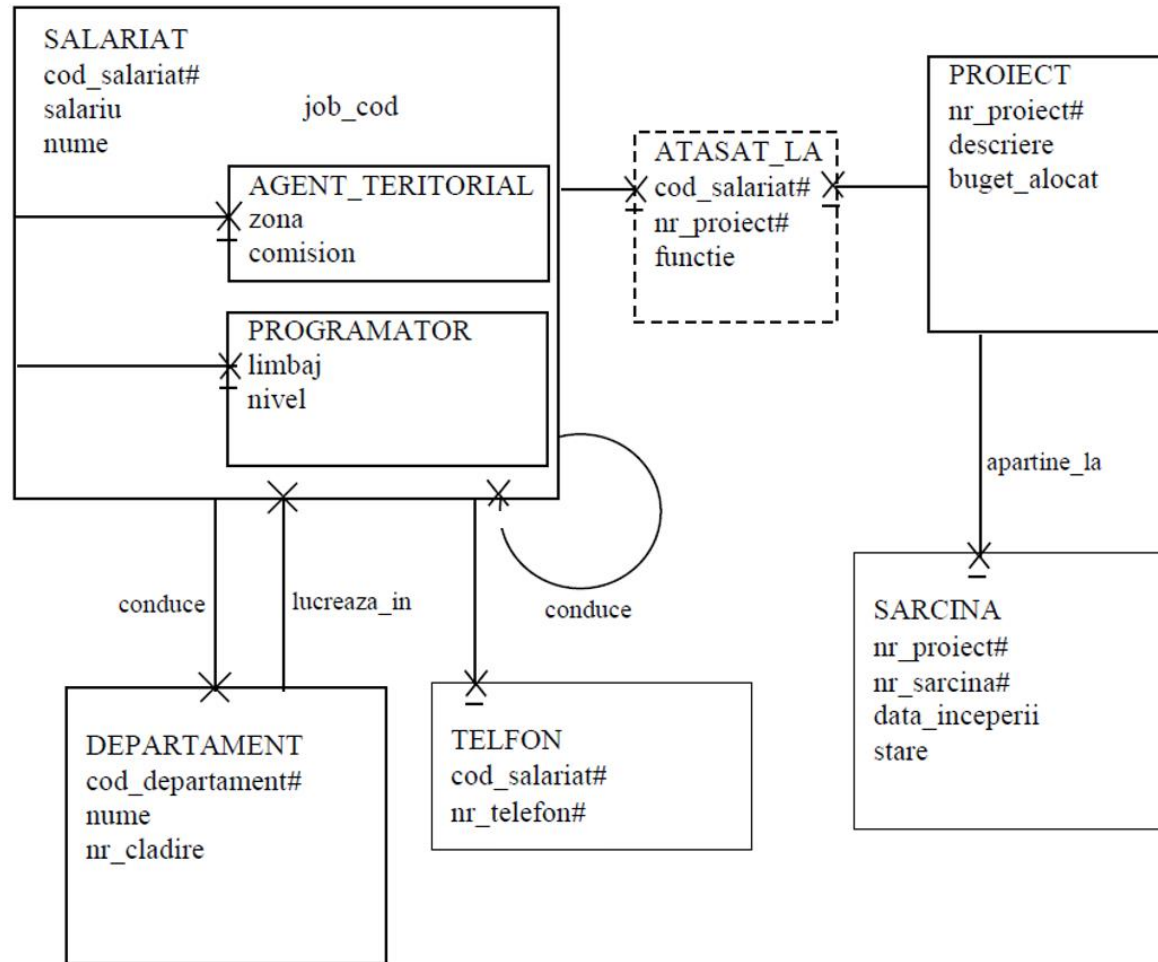 SALARIAT
cod_salariat#
salariu
job_cod
nume
AGENT_TERITORIAL
zona
comision
PROGRAMATOR
limbaj
nivel
ATASAT_LA
cod_salariat#
nr_proiect#
functie
PROIECT
nr_proiect#
descriere
buget_alocat
apartine_la
conduce
lucreaza_in
conduce
DEPARTAMENT
cod_departament#
nume
nr_cladire
TELFON
cod_salariat#
nr_telefon#
SARCINA
nr_proiect#
nr_sarcina#
data_inceperii
stare